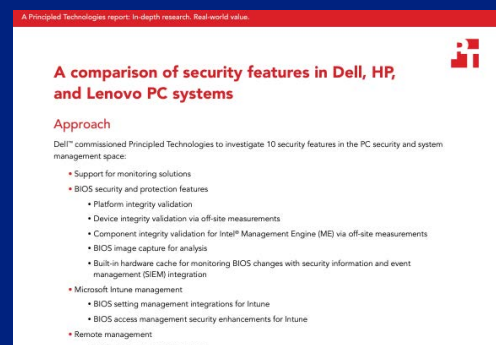 A Principled Technologies report: In-depth research. Real-world value.
A comparison of security features in Dell, HP,
and Lenovo PC systems
Approach
Dell™ commissioned Principled Technologies to investigate 10 security features in the PC security and system
management space:
• Support for monitoring solutions
• BIOS security and protection features
• Platform integrity validation
• Device integrity validation via off-site measurements
• Component integrity validation for Intel® Management Engine (ME) via off-site measurements
• BIOS image capture for analysis
• Built-in hardware cache for monitoring BIOS changes with security information and event
management (SIEM) integration
• Microsoft Intune management
• BIOS setting management integrations for Intune
• BIOS access management security enhancements for Intune
• Remote management